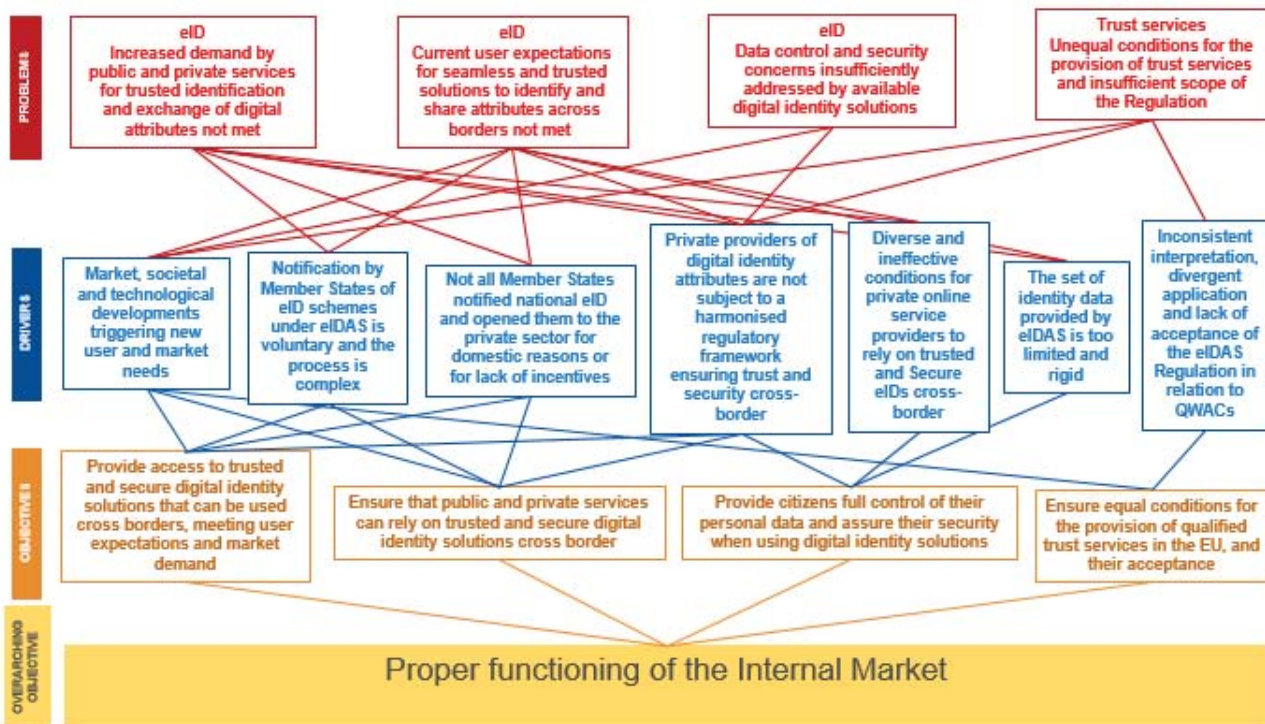 PROBLEMS
eID
Increased demand by
public and private services
for trusted identification
and exchange of digital
attributes not met
eID
Current user expectations
for seamless and trusted
solutions to identify and
share attributes across
borders not met
eID
Data control and security
concerns insufficiently
addressed by available
digital identity solutions
Trust services
Unequal conditions for the
provision of trust services
and insufficient scope of
the Regulation
DRIVERS
Market, societal
and technological
developments
triggering new
user and market
needs
Notification by
Member States of
eID schemes
under eIDAS is
voluntary and the
process is
complex
Not all Member States
notified national eID
and opened them to the
private sector for
domestic reasons or
for lack of incentives
Private providers of
digital identity
attributes are not
subject to a
harmonised
regulatory
framework
ensuring trust and
security cross-
border
Diverse and
ineffective
conditions for
private online
service
providers to
rely on trusted
and Secure
eIDs cross-
border
The set of
identity data
provided by
eIDAS is too
limited and
rigid
Inconsistent
interpretation,
divergent
application
and lack of
acceptance of
the eIDAS
Regulation in
relation to
QWACs
OBJECTIVES
Provide access to trusted
and secure digital identity
solutions that can be used
cross borders, meeting user
expectations and market
demand
Ensure that public and private services
can rely on trusted and secure digital
identity solutions cross border
Provide citizens full control of their
personal data and assure their security
when using digital identity solutions
Ensure equal conditions for
the provision of qualified
trust services in the EU, and
their acceptance
OVERARCHING
OBJECTIVE
Proper functioning of the Internal Market